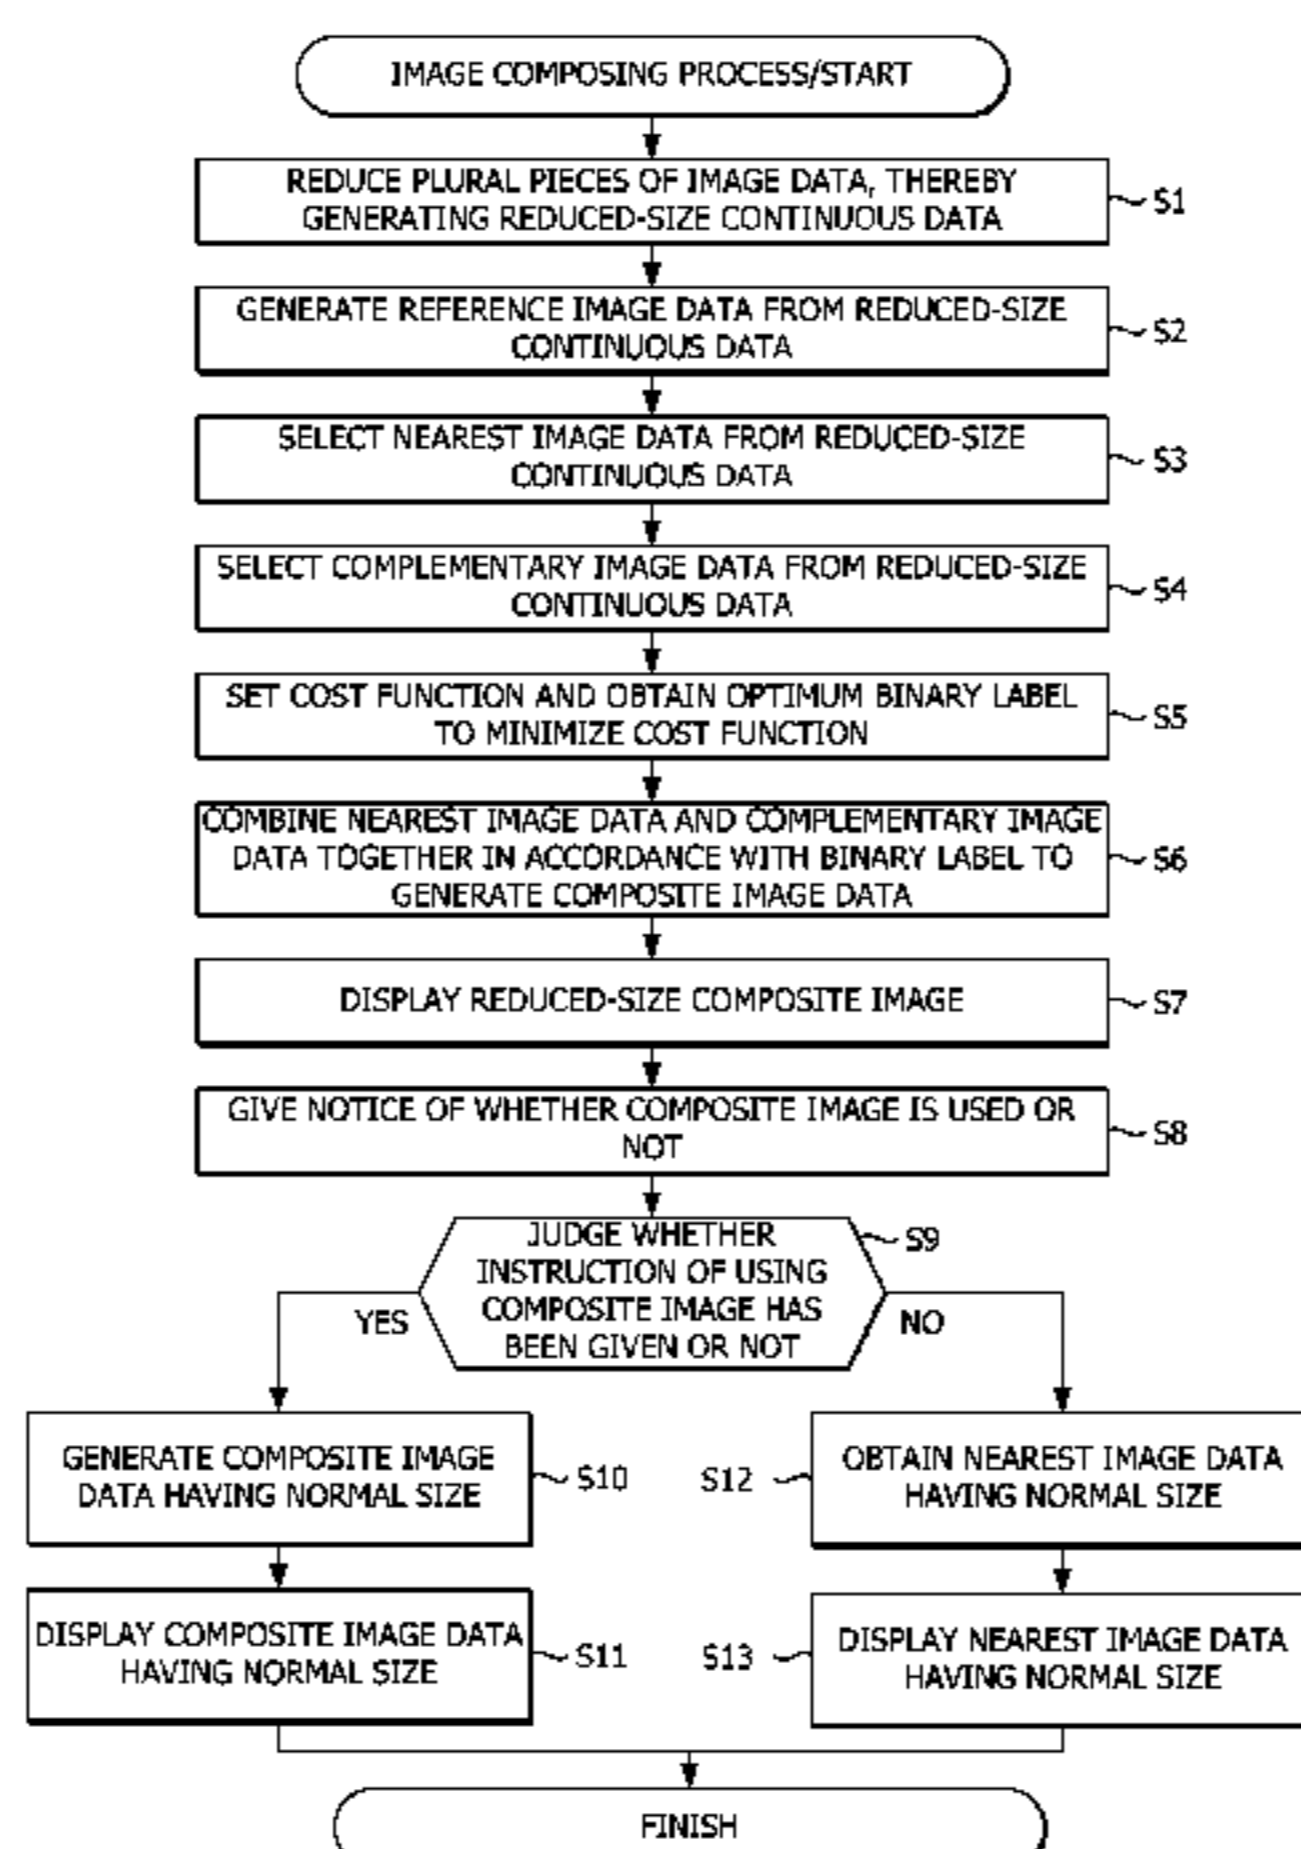 IMAGE COMPOSING PROCESS/START
REDUCE PLURAL PIECES OF IMAGE DATA, THEREBY
GENERATING REDUCED-SIZE CONTINUOUS DATA
S1
GENERATE REFERENCE IMAGE DATA FROM REDUCED-SIZE
CONTINUOUS DATA
S2
SELECT NEAREST IMAGE DATA FROM REDUCED-SIZE
CONTINUOUS DATA
S3
SELECT COMPLEMENTARY IMAGE DATA FROM REDUCED-SIZE
CONTINUOUS DATA
S4
SET COST FUNCTION AND OBTAIN OPTIMUM BINARY LABEL
TO MINIMIZE COST FUNCTION
S5
COMBINE NEAREST IMAGE DATA AND COMPLEMENTARY IMAGE
DATA TOGETHER IN ACCORDANCE WITH BINARY LABEL TO
GENERATE COMPOSITE IMAGE DATA
S6
DISPLAY REDUCED-SIZE COMPOSITE IMAGE
S7
GIVE NOTICE OF WHETHER COMPOSITE IMAGE IS USED OR
NOT
S8
JUDGE WHETHER
INSTRUCTION OF USING
COMPOSITE IMAGE HAS
BEEN GIVEN OR NOT
S9
YES
NO
GENERATE COMPOSITE IMAGE
DATA HAVING NORMAL SIZE
S10
S12
OBTAIN NEAREST IMAGE DATA
HAVING NORMAL SIZE
DISPLAY COMPOSITE IMAGE DATA
HAVING NORMAL SIZE
S11
S13
DISPLAY NEAREST IMAGE DATA
HAVING NORMAL SIZE
FINISH